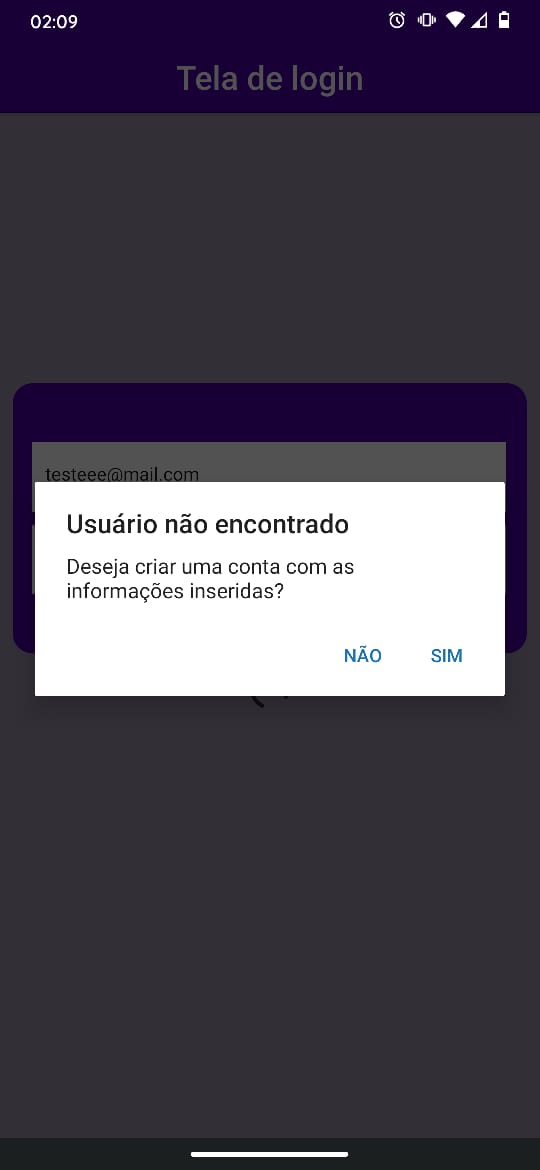 02:09
Tela de login
testeee@mail.com
Usuário não encontrado
Deseja criar uma conta com as
informações inseridas?
NÃO SIM